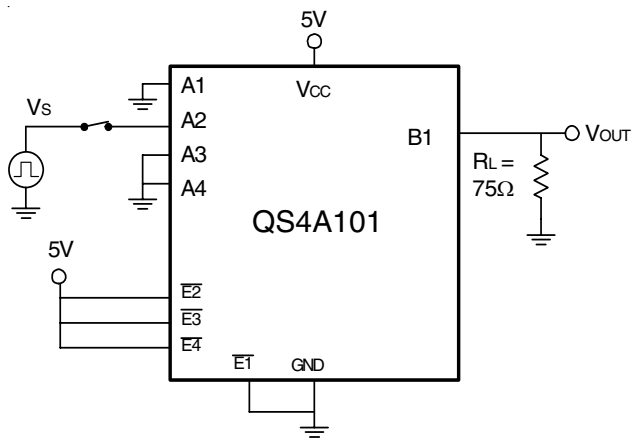 5V
A1
VCC
VS
A2
B1
VOUT
A3
RL =
75Ω
A4
QS4A101
5V
E2
E3
E4
E1
GND